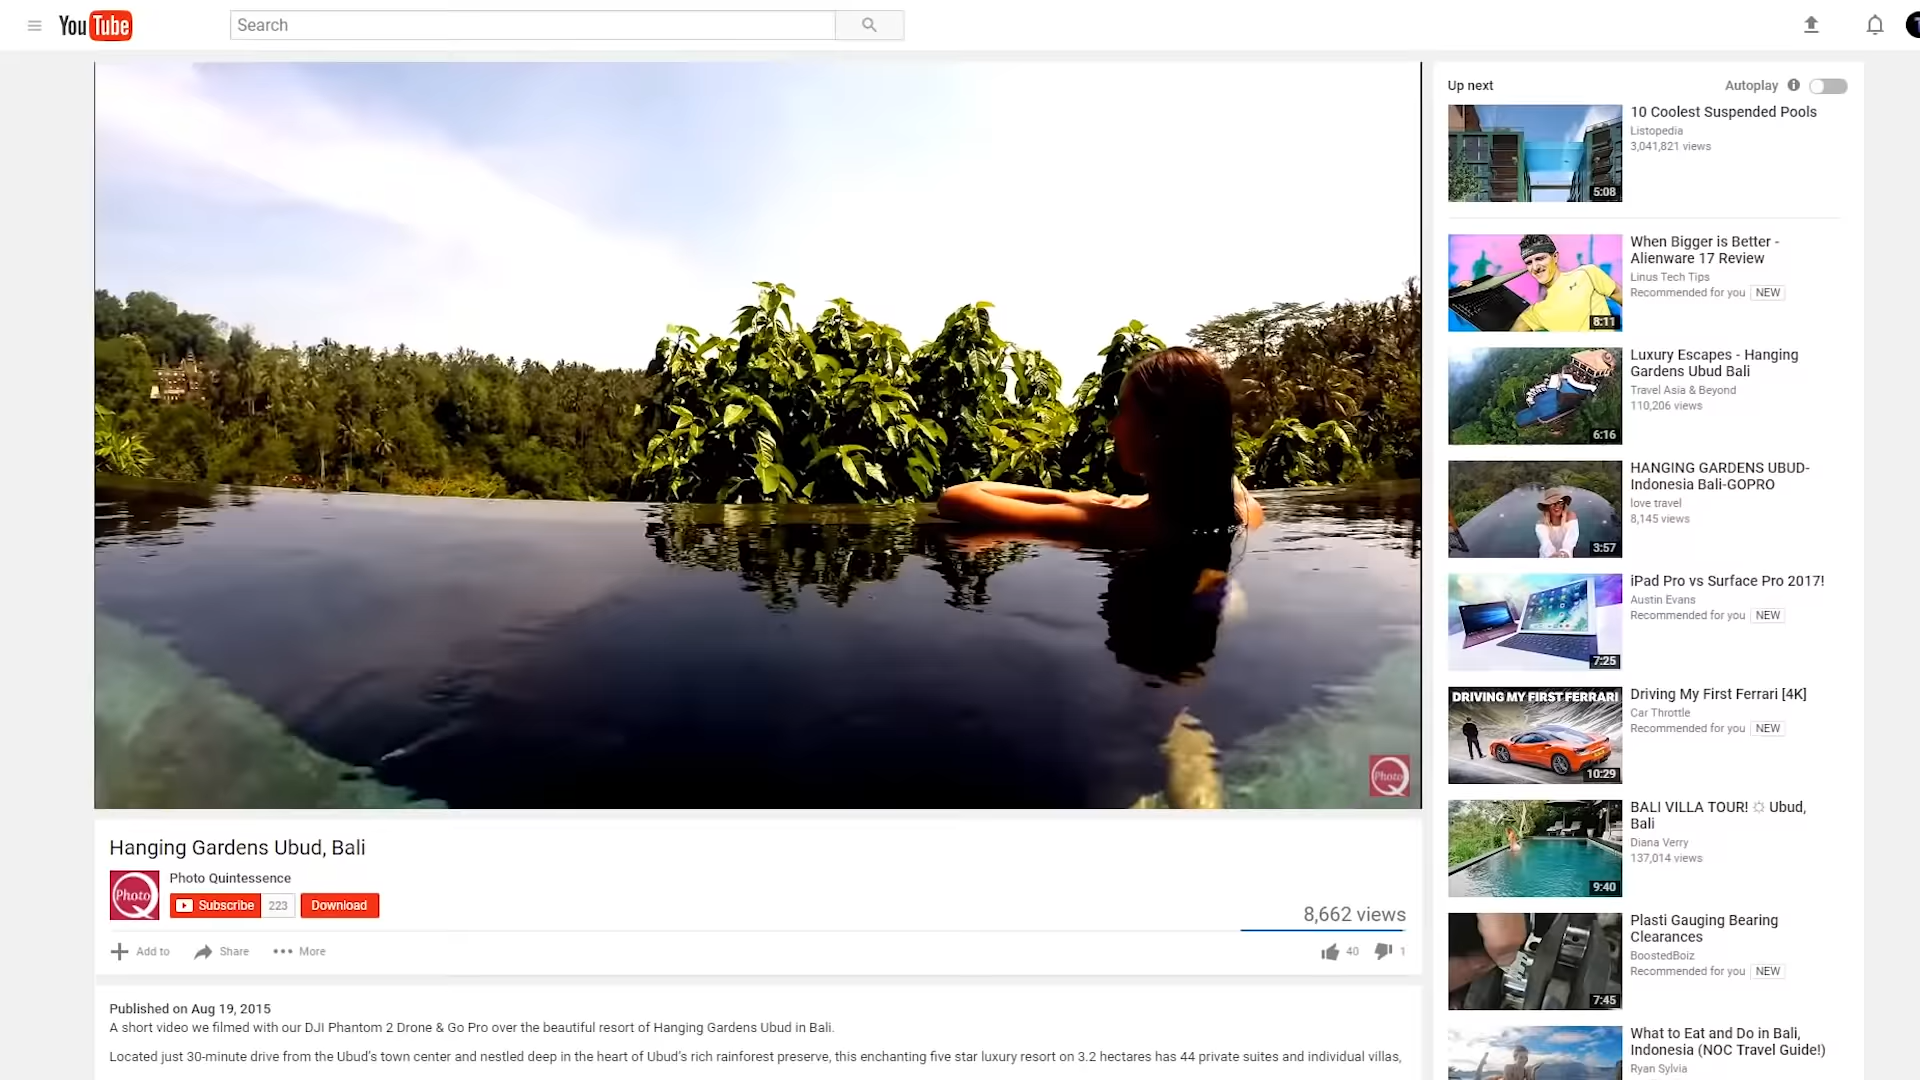 YouTube
Search
Up next
Autoplay
10 Coolest Suspended Pools
Listopedia
3,041,821 views
5:08
When Bigger is Better -
Alienware 17 Review
Linus Tech Tips
Recommended for you NEW
8:11
Luxury Escapes - Hanging
Gardens Ubud Bali
Travel Asia & Beyond
110,206 views
6:16
HANGING GARDENS UBUD-
Indonesia Bali-GOPRO
love travel
8,145 views
3:57
iPad Pro vs Surface Pro 2017!
Austin Evans
Recommended for you NEW
7:25
DRIVING MY FIRST FERRARI
Driving My First Ferrari [4K]
Car Throttle
Recommended for you NEW
10:29
BALI VILLA TOUR! ☼ Ubud,
Bali
Diana Verry
137,014 views
9:40
Plasti Gauging Bearing
Clearances
BoostedBoiz
Recommended for you NEW
7:45
What to Eat and Do in Bali,
Indonesia (NOC Travel Guide!)
Ryan Sylvia
Photo Q
Hanging Gardens Ubud, Bali
Photo Q
Photo Quintessence
Subscribe 223 Download
8,662 views
Add to Share More
40 1
Published on Aug 19, 2015
A short video we filmed with our DJI Phantom 2 Drone & Go Pro over the beautiful resort of Hanging Gardens Ubud in Bali.
Located just 30-minute drive from the Ubud's town center and nestled deep in the heart of Ubud's rich rainforest preserve, this enchanting five star luxury resort on 3.2 hectares has 44 private suites and individual villas,